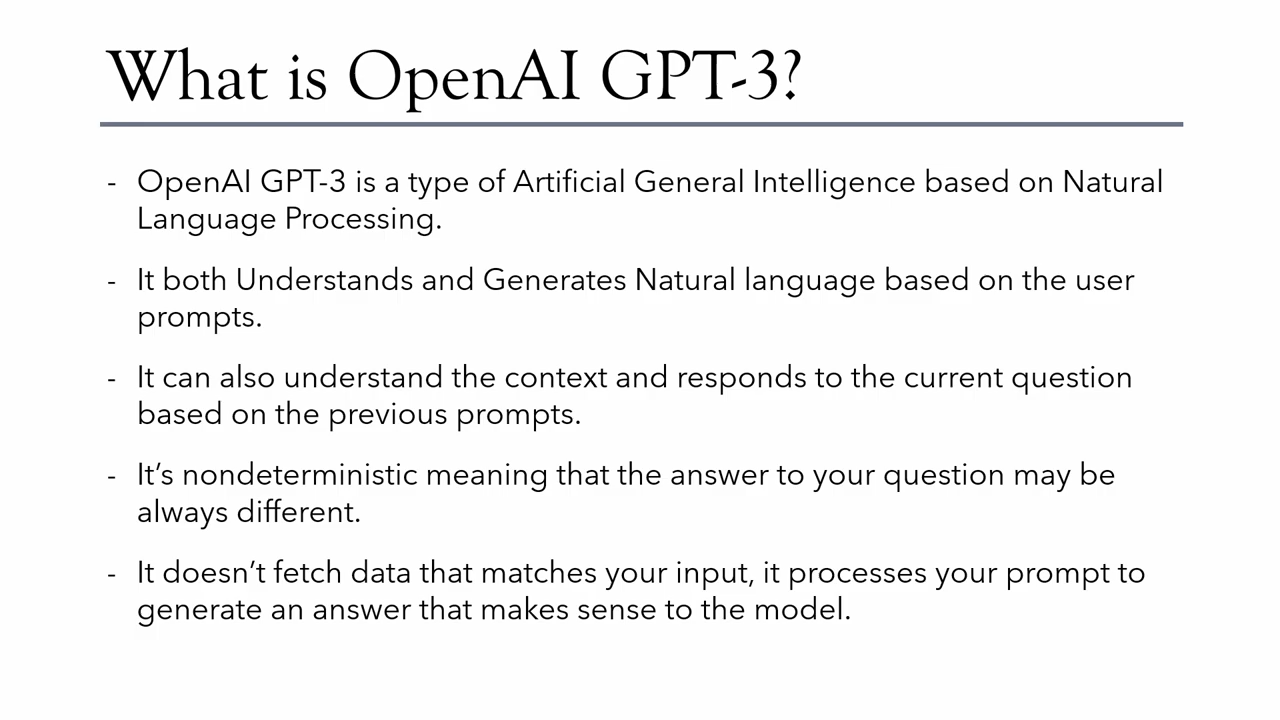 What is OpenAI GPT-3?
- OpenAI GPT-3 is a type of Artificial General Intelligence based on Natural
Language Processing.
- It both Understands and Generates Natural language based on the user
prompts.
- It can also understand the context and responds to the current question
based on the previous prompts.
- It’s nondeterministic meaning that the answer to your question may be
always different.
- It doesn’t fetch data that matches your input, it processes your prompt to
generate an answer that makes sense to the model.